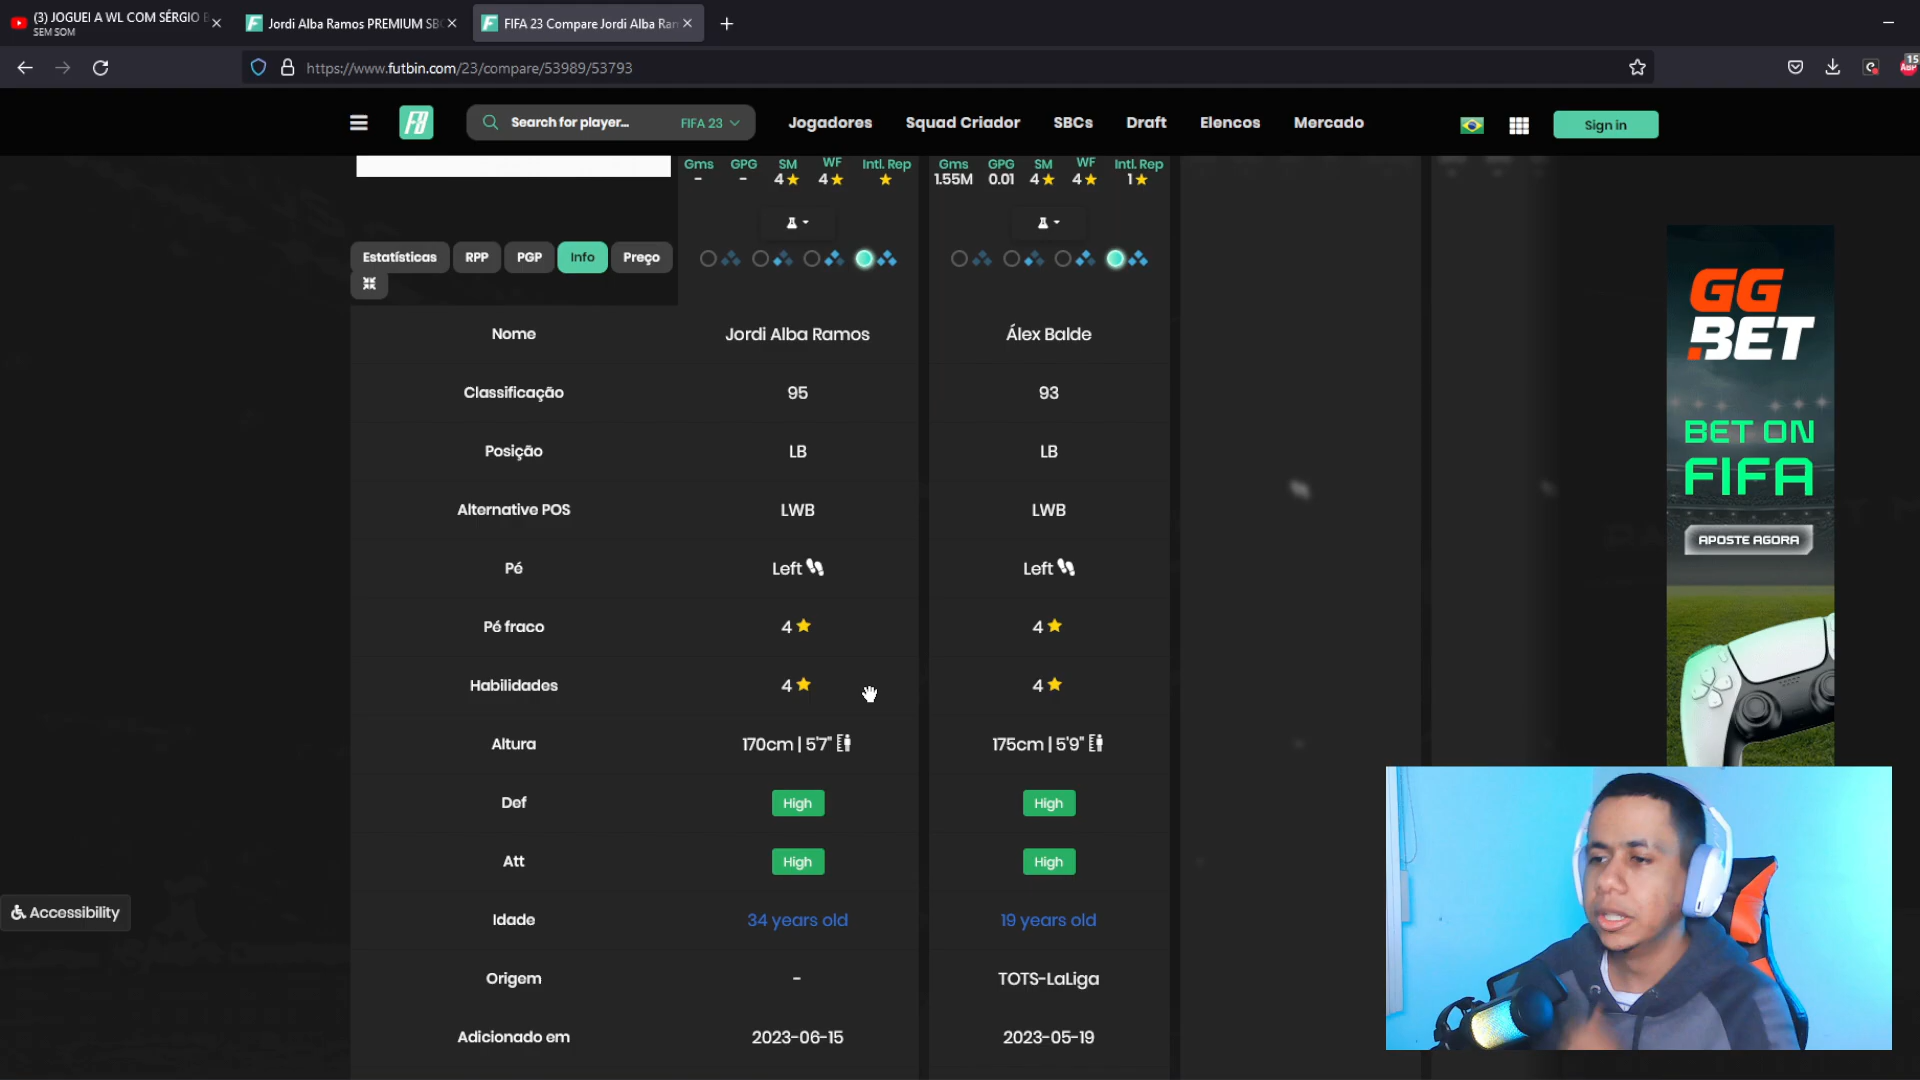 (3) JOGUEI A WL COM SÉRGIO B
SEM SOM
Jordi Alba Ramos PREMIUM SBC
FIFA 23 Compare Jordi Alba Ran
https://www.futbin.com/23/compare/53989/53793
15
ABP
Search for player...
FIFA 23
Jogadores
Squad Criador
SBCs
Draft
Elencos
Mercado
Sign in
Gms GPG SM WF Intl. Rep
- - 4 4
Gms GPG SM WF Intl. Rep
1.55M 0.01 4 4 1
Estatísticas RPP PGP Info Preço
Nome Jordi Alba Ramos Álex Balde
Classificação 95 93
Posição LB LB
Alternative POS LWB LWB
Pé Left Left
Pé fraco 4 4
Habilidades 4 4
Altura 170cm | 5'7" 175cm | 5'9"
Def High High
Att High High
Idade 34 years old 19 years old
Origem - TOTS-LaLiga
Adicionado em 2023-06-15 2023-05-19
Accessibility
GG
.BET
BET ON
FIFA
APOSTE AGORA